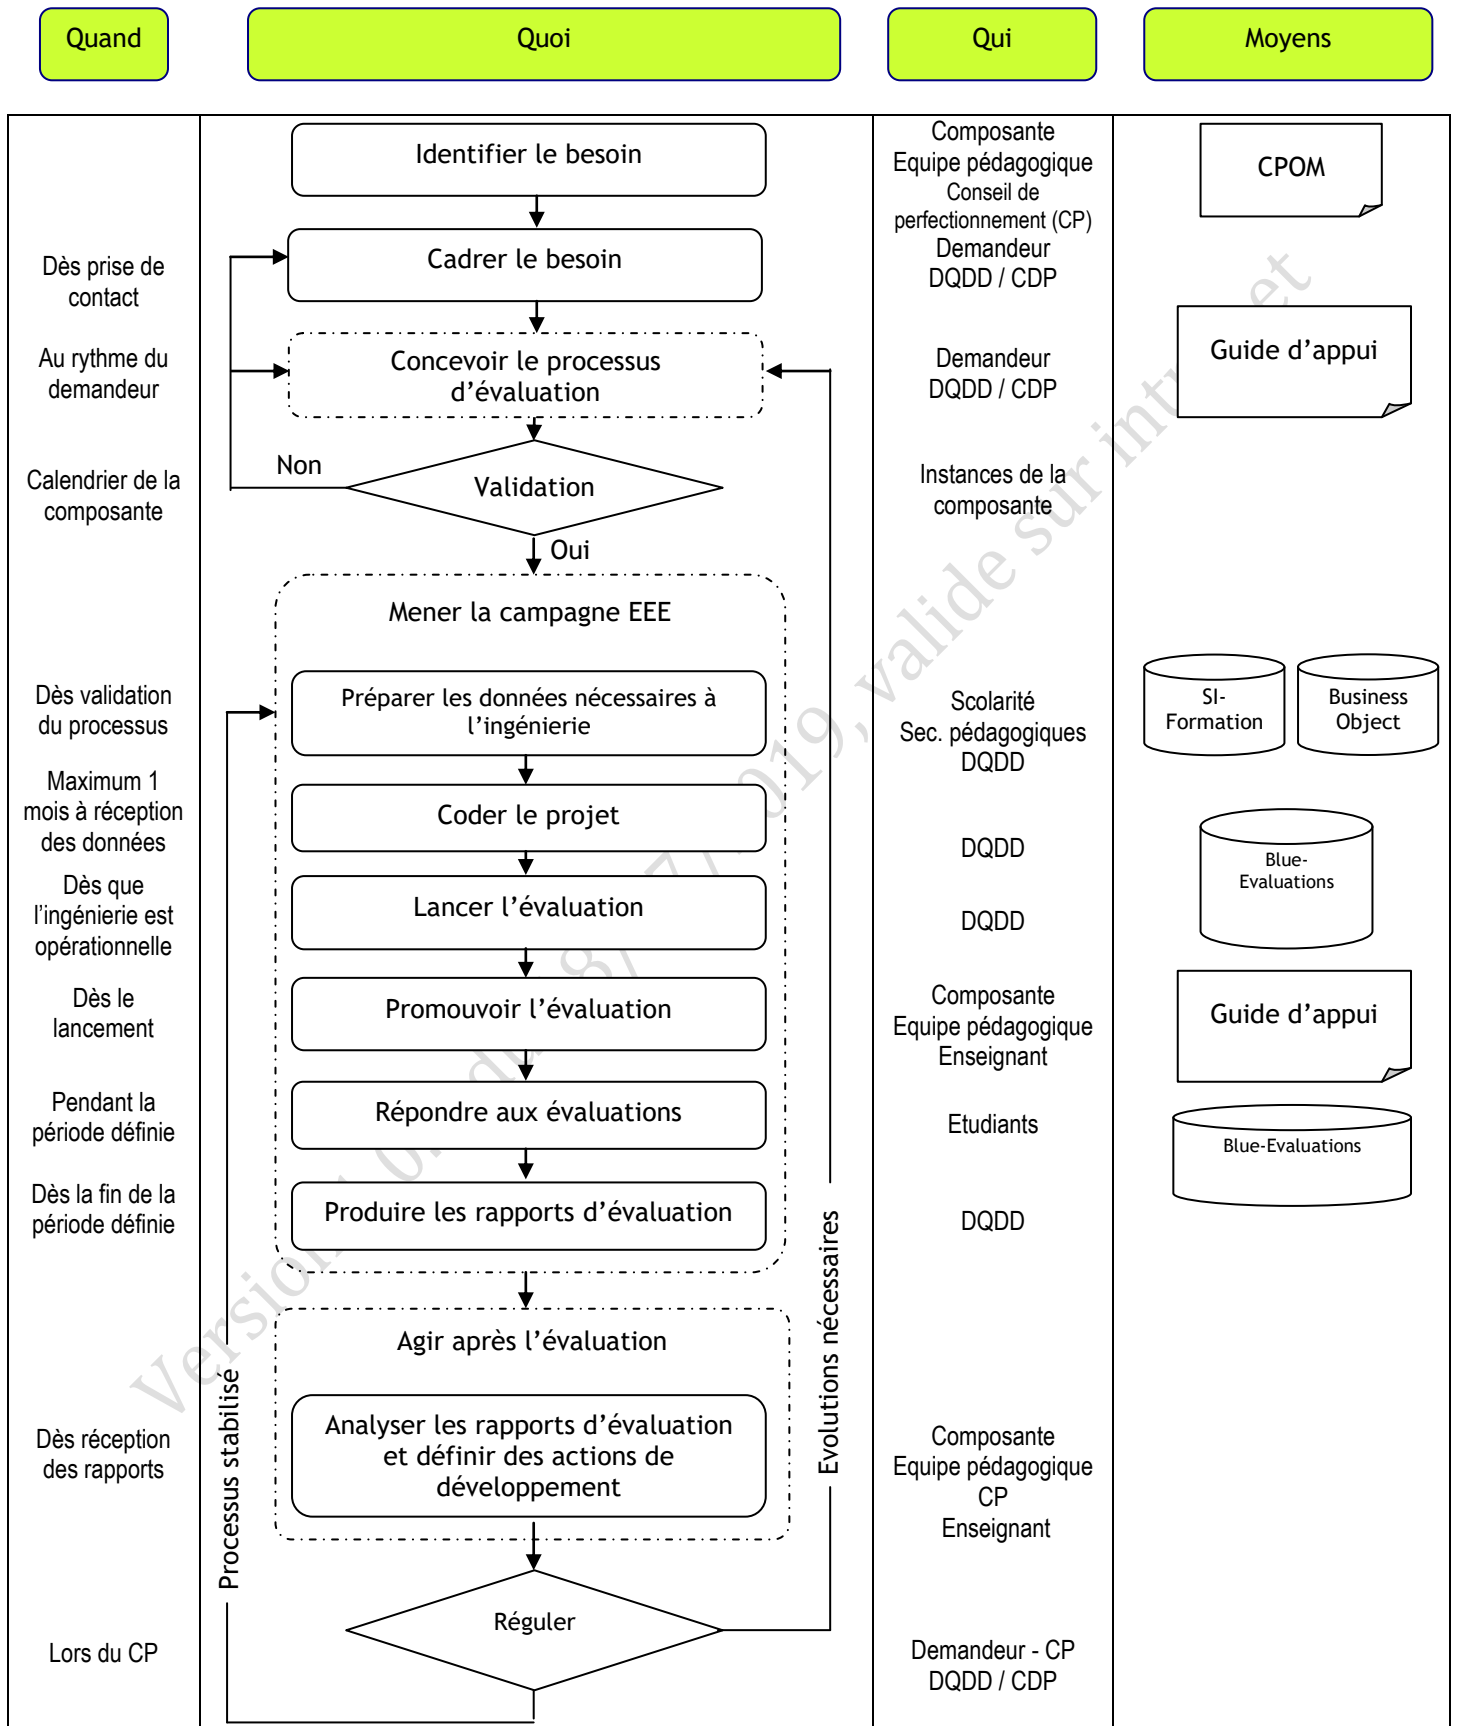 Quand
Quoi
Qui
Moyens
Identifier le besoin
Composante
Equipe pédagogique
Conseil de
perfectionnement (CP)
CPOM
Dès prise de
contact
Cadrer le besoin
Demandeur
DQDD / CDP
Au rythme du
demandeur
Concevoir le processus
d’évaluation
Demandeur
DQDD / CDP
Guide d’appui
Calendrier de la
composante
Non
Validation
Instances de la
composante
Oui
Mener la campagne EEE
Dès validation
du processus
Préparer les données nécessaires à
l’ingénierie
Scolarité
Sec. pédagogiques
DQDD
SI-
Formation
Business
Object
Maximum 1
mois à réception
des données
Coder le projet
DQDD
Blue-
Evaluations
Dès que
l’ingénierie est
opérationnelle
Lancer l’évaluation
DQDD
Dès le
lancement
Promouvoir l’évaluation
Composante
Equipe pédagogique
Enseignant
Guide d’appui
Pendant la
période définie
Répondre aux évaluations
Etudiants
Blue-Evaluations
Dès la fin de la
période définie
Produire les rapports d’évaluation
DQDD
Agir après l’évaluation
Dès réception
des rapports
Analyser les rapports d’évaluation
et définir des actions de
développement
Composante
Equipe pédagogique
CP
Enseignant
Processus stabilisé
Evolutions nécessaires
Lors du CP
Réguler
Demandeur - CP
DQDD / CDP
Version du 019, valide sur